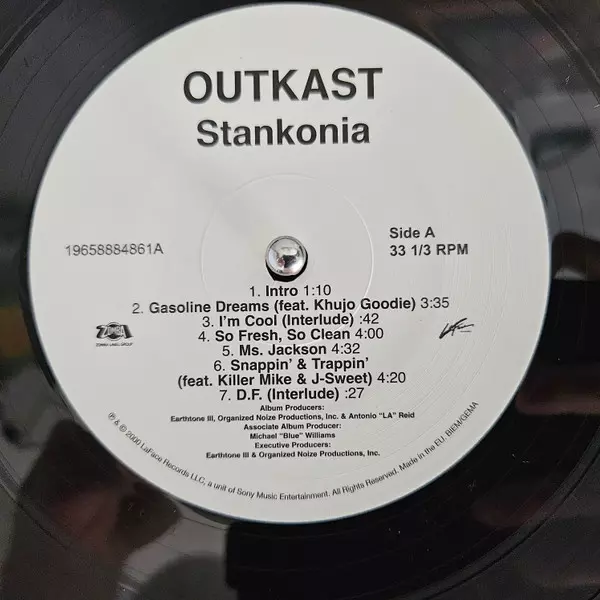 OUTKAST
Stankonia
19658884861A
Side A
33 1/3 RPM
1. Intro 1:10
2. Gasoline Dreams (feat. Khujo Goodie) 3:35
3. I'm Cool (Interlude) :42
4. So Fresh, So Clean 4:00
5. Ms. Jackson 4:32
6. Snappin' & Trappin'
(feat. Killer Mike & J-Sweet) 4:20
7. D.F. (Interlude) :27
ZOMBA
ZOMBA LABEL GROUP
Album Producers:
Earthtone III, Organized Noize Productions, Inc. & Antonio "LA" Reid
Associate Album Producer:
Michael "Blue" Williams
Executive Producers:
Earthtone III & Organized Noize Productions, Inc.
℗ & © 2000 LaFace Records LLC, a unit of Sony Music Entertainment. All Rights Reserved. Made in the EU. BIEM/GEMA